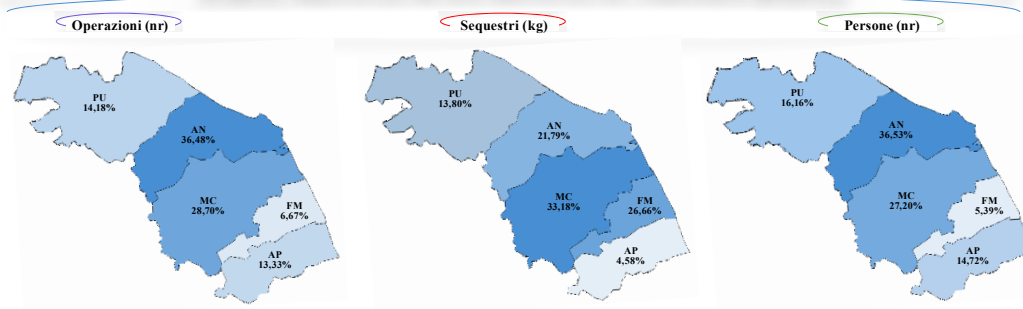 Operazioni (nr)
PU
14,18%
AN
36,48%
MC
28,70%
FM
6,67%
AP
13,33%
Sequestri (kg)
PU
13,80%
AN
21,79%
MC
33,18%
FM
26,66%
AP
4,58%
Persone (nr)
PU
16,16%
AN
36,53%
MC
27,20%
FM
5,39%
AP
14,72%